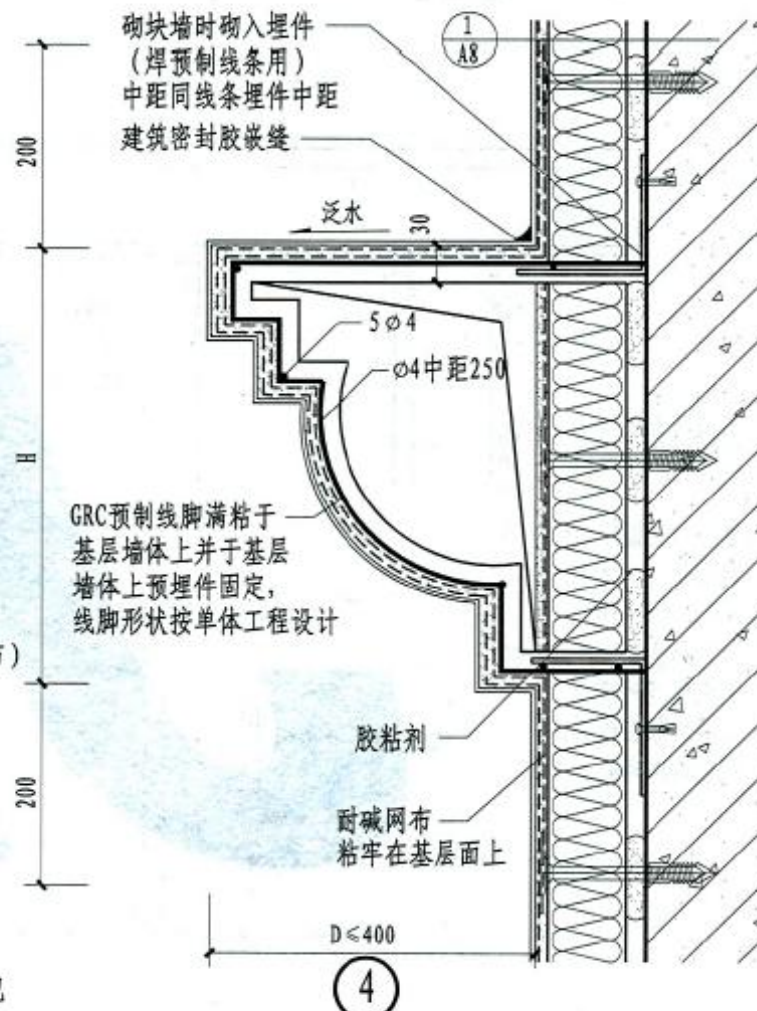 砌块墙时砌入埋件
（焊预制线条用）
中距同线条埋件中距
建筑密封胶嵌缝
1
A8
200
泛水
30
5ø4
ø4中距250
H
GRC预制线脚满粘于
基层墙体上并于基层
墙体上预埋件固定，
线脚形状按单体工程设计
）
胶粘剂
200
耐碱网布
粘牢在基层面上
D≤400
4